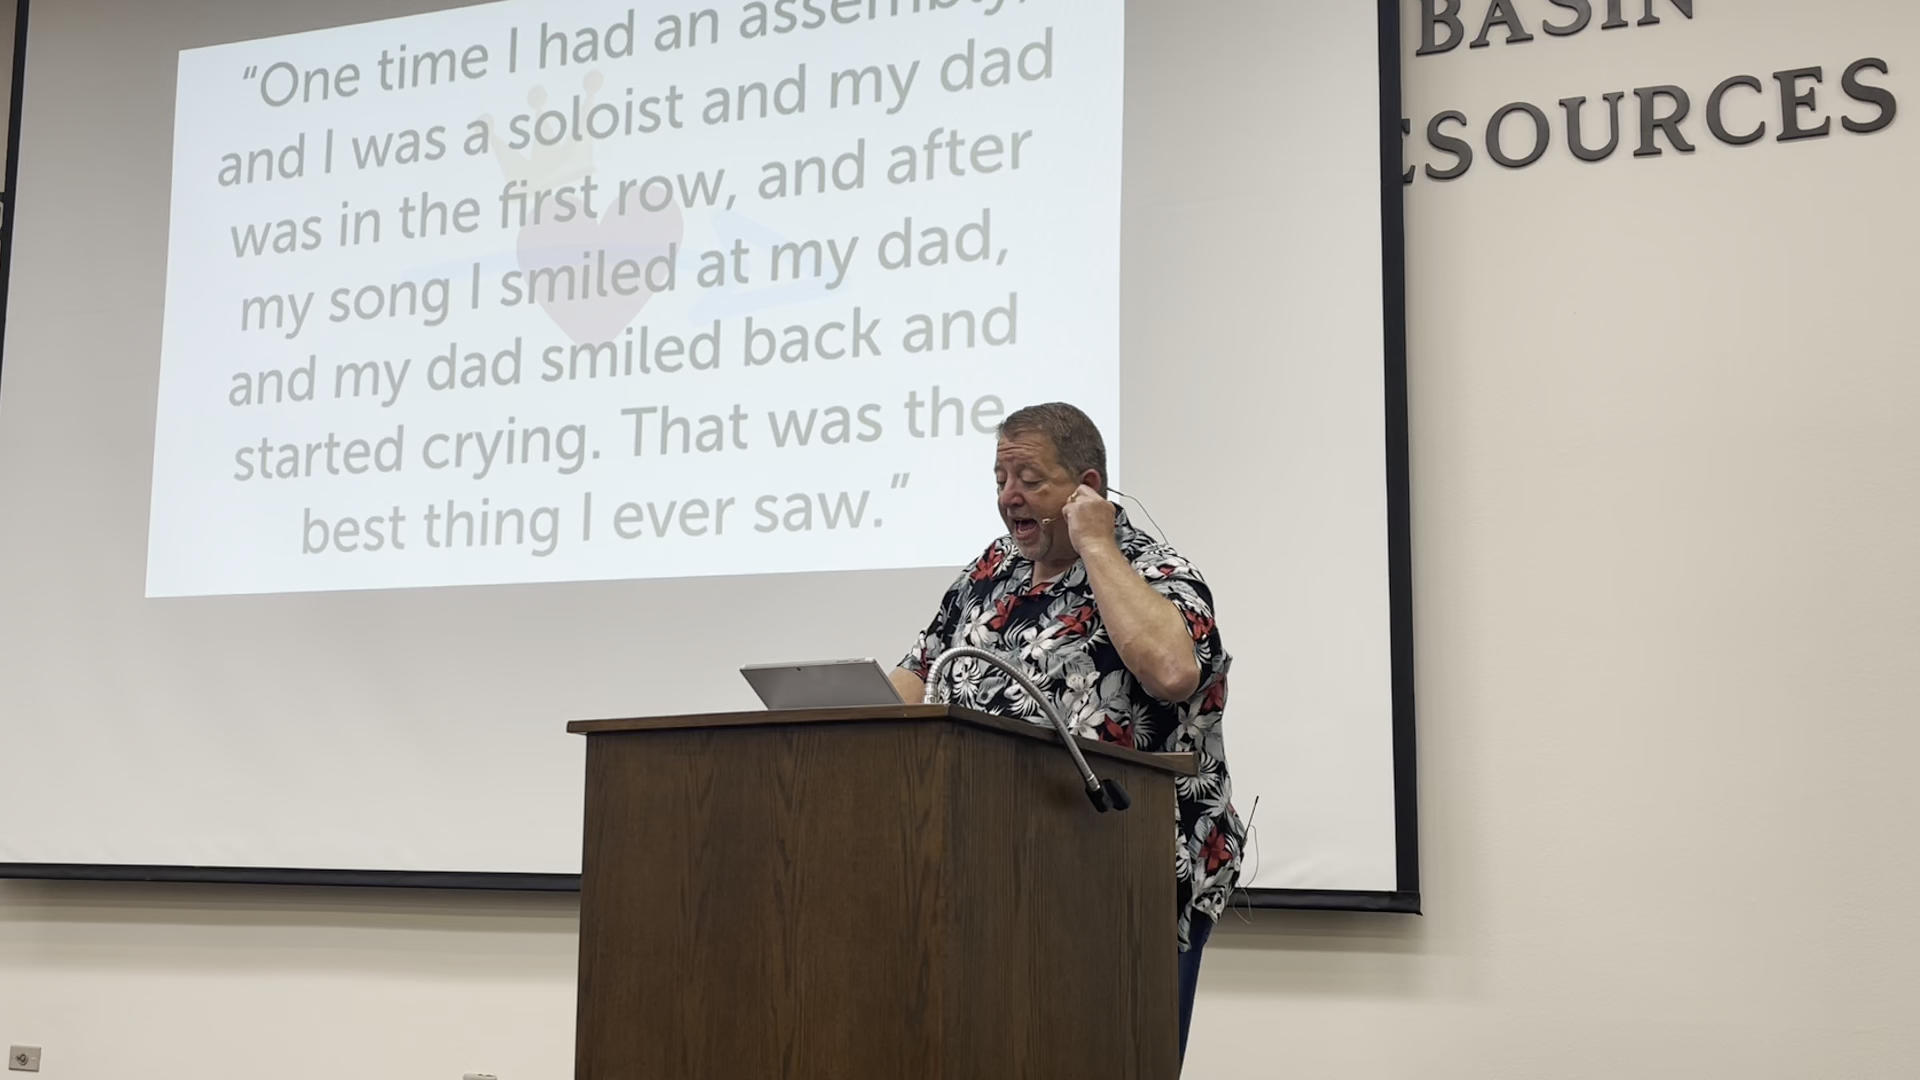 “One time I had an assembly,
and I was a soloist and my dad
was in the first row, and after
my song I smiled at my dad,
and my dad smiled back and
started crying. That was the
best thing I ever saw.”
BASIN
ESOURCES